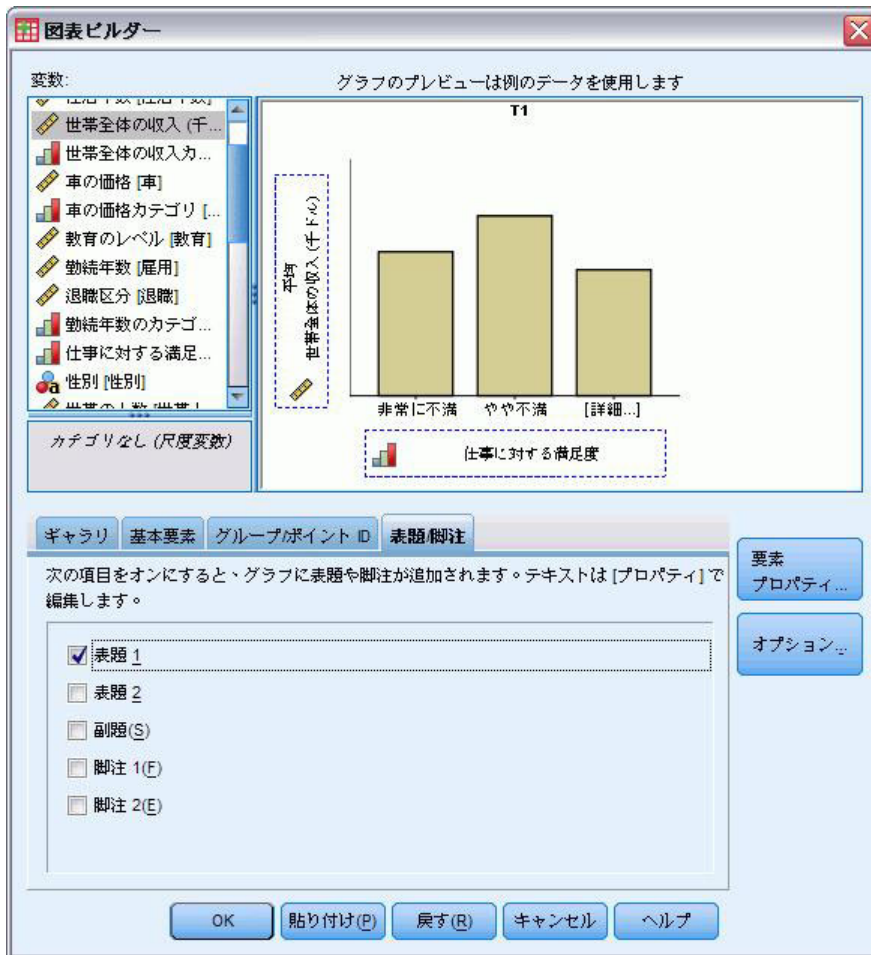 図表ビルダー
変数:
グラフのプレビューは例のデータを使用します
世帯全体の収入 (千...
世帯全体の収入カ...
車の価格 [車]
車の価格カテゴリ [...
教育のレベル [教育]
勤続年数 [雇用]
退職区分 [退職]
勤続年数のカテゴ...
仕事に対する満足...
性別 [性別]
カテゴリなし (尺度変数)
T1
平均
世帯全体の収入 (千ドル)
非常に不満 やや不満 [詳細...]
仕事に対する満足度
ギャラリ 基本要素 グループ/ポイント ID 表題/脚注
次の項目をオンにすると、グラフに表題や脚注が追加されます。テキストは [プロパティ] で
編集します。
表題 1
表題 2
副題(S)
脚注 1(F)
脚注 2(E)
要素
プロパティ...
オプション...
OK 貼り付け(P) 戻す(R) キャンセル ヘルプ